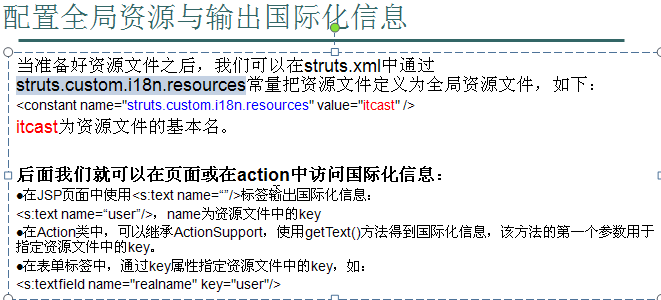 配置全局资源与输出国际化信息
当准备好资源文件之后，我们可以在struts.xml中通过
struts.custom.i18n.resources常量把资源文件定义为全局资源文件，如下：
<constant name="struts.custom.i18n.resources" value="itcast" />
itcast为资源文件的基本名。
后面我们就可以在页面或在action中访问国际化信息：
●在JSP页面中使用<s:text name=“”/>标签输出国际化信息：
<s:text name=“user”/>，name为资源文件中的key
●在Action类中，可以继承ActionSupport，使用getText()方法得到国际化信息，该方法的第一个参数用于
指定资源文件中的key。
●在表单标签中，通过key属性指定资源文件中的key，如：
<s:textfield name="realname" key="user"/>